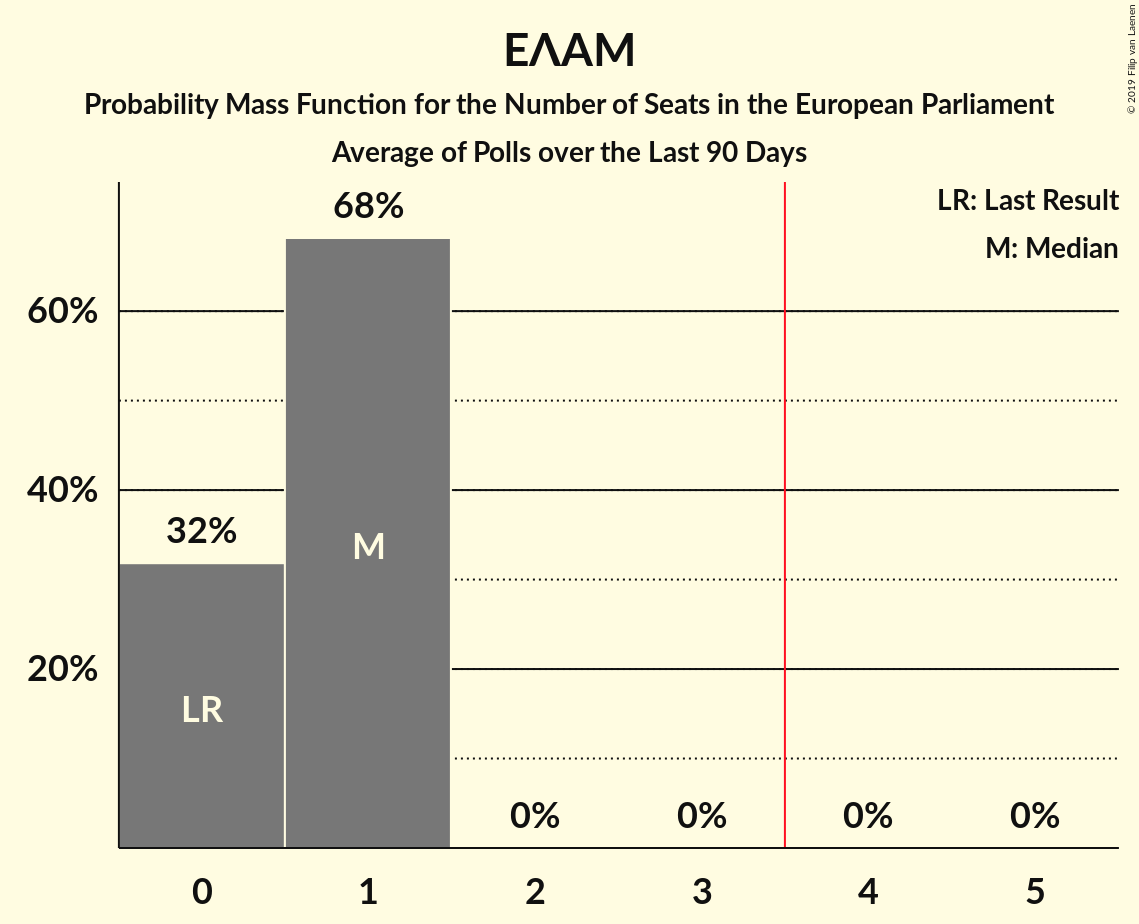 ΕΛΑΜ
Probability Mass Function for the Number of Seats in the European Parliament
Average of Polls over the Last 90 Days
© 2019 Filip van Laenen
LR: Last Result
M: Median
68%
60%
40%
32%
M
20%
LR
0%
0%
0%
0%
0
1
2
3
4
5